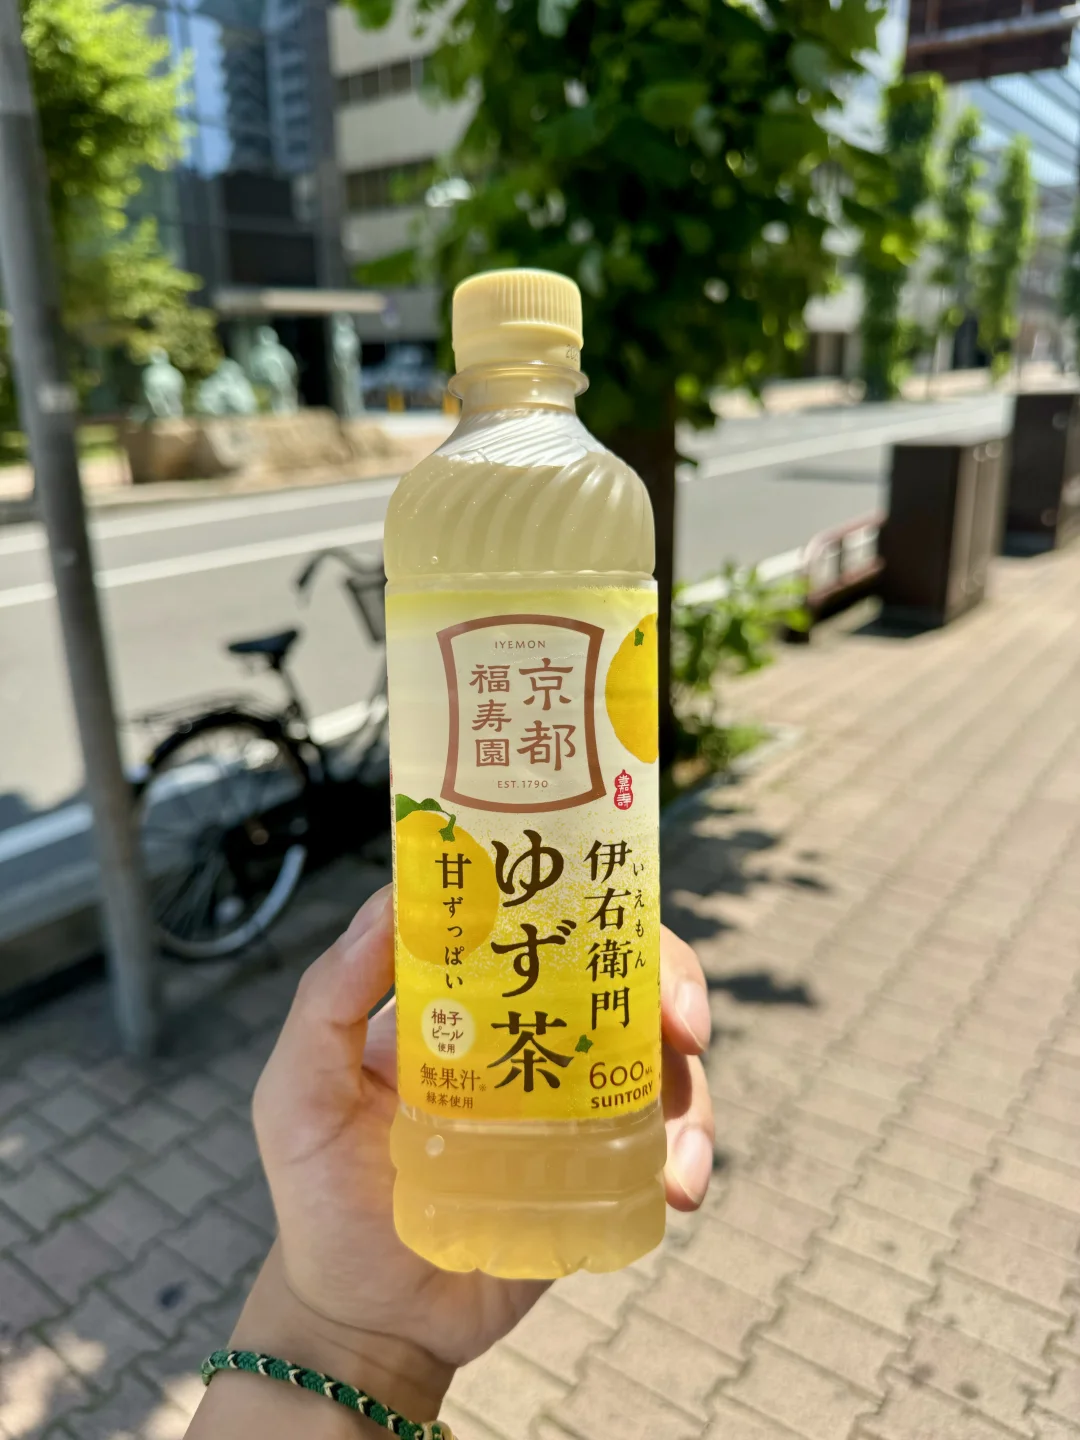 IYEMON
京都
福寿園
EST.1790
嘉寿
伊右衛門
いえもん
ゆず茶
甘ずっぱい
柚子
ピール
使用
無果汁
緑茶使用
600ML
SUNTORY